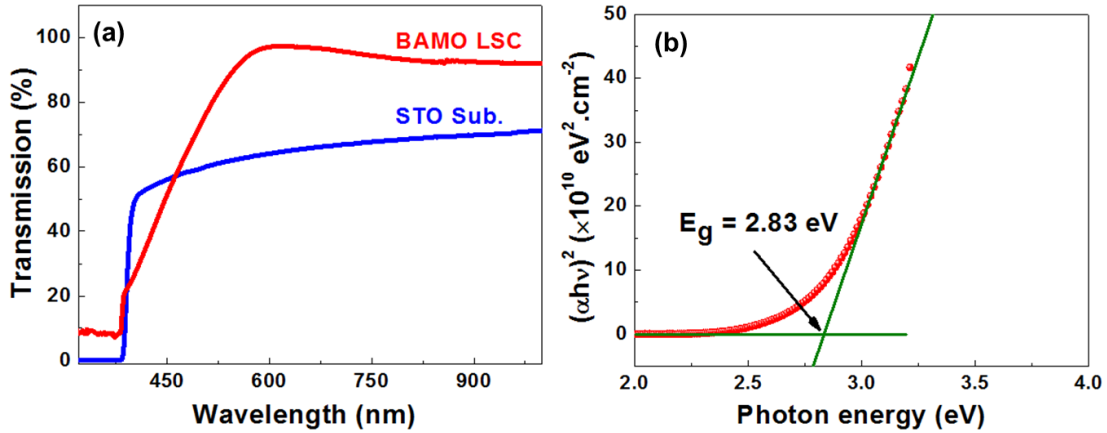 (a)
BAMO LSC
STO Sub.
100
80
60
40
20
0
Transmission (%)
450 600 750 900
Wavelength (nm)
(b)
E_g = 2.83 eV
50
40
30
20
10
0
(αhν)² (×10¹⁰ eV².cm⁻²)
2.0 2.5 3.0 3.5 4.0
Photon energy (eV)